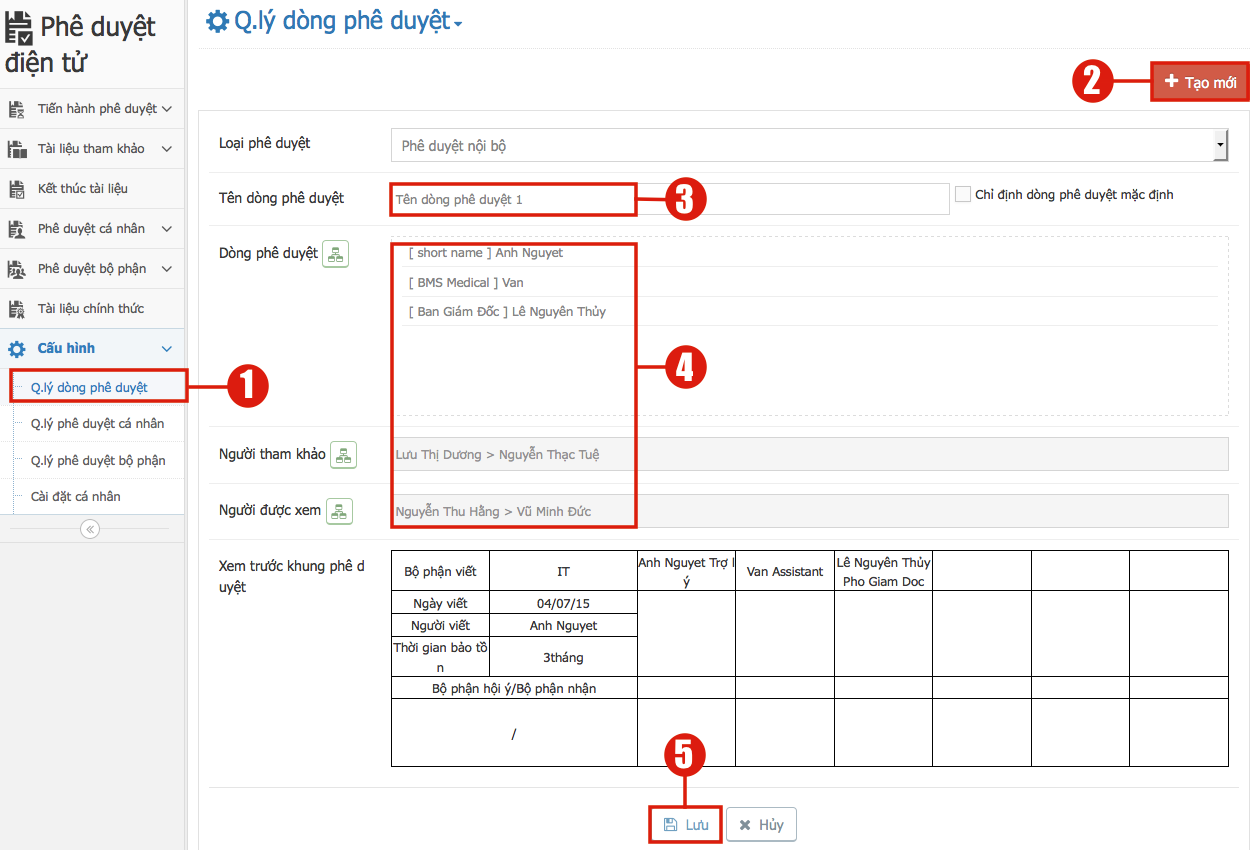 Phê duyệt
điện tử
Tiến hành phê duyệt
Tài liệu tham khảo
Kết thúc tài liệu
Phê duyệt cá nhân
Phê duyệt bộ phận
Tài liệu chính thức
Cấu hình
Q.lý dòng phê duyệt
1
Q.lý phê duyệt cá nhân
Q.lý phê duyệt bộ phận
Cài đặt cá nhân
Q.lý dòng phê duyệt
2
Tạo mới
Loại phê duyệt
Phê duyệt nội bộ
Tên dòng phê duyệt
Tên dòng phê duyệt 1
3
Chỉ định dòng phê duyệt mặc định
Dòng phê duyệt
[ short name ] Anh Nguyet
[ BMS Medical ] Van
[ Ban Giám Đốc ] Lê Nguyên Thủy
4
Người tham khảo
Lưu Thị Dương > Nguyễn Thạc Tuệ
Người được xem
Nguyễn Thu Hằng > Vũ Minh Đức
Xem trước khung phê d
uyệt
Bộ phận viết
IT
Anh Nguyet Trợ l
ý
Van Assistant
Lê Nguyên Thủy
Pho Giam Doc
Ngày viết
04/07/15
Người viết
Anh Nguyet
Thời gian bảo tồ
n
3tháng
Bộ phận hội ý/Bộ phận nhận
/
5
Lưu
Hủy